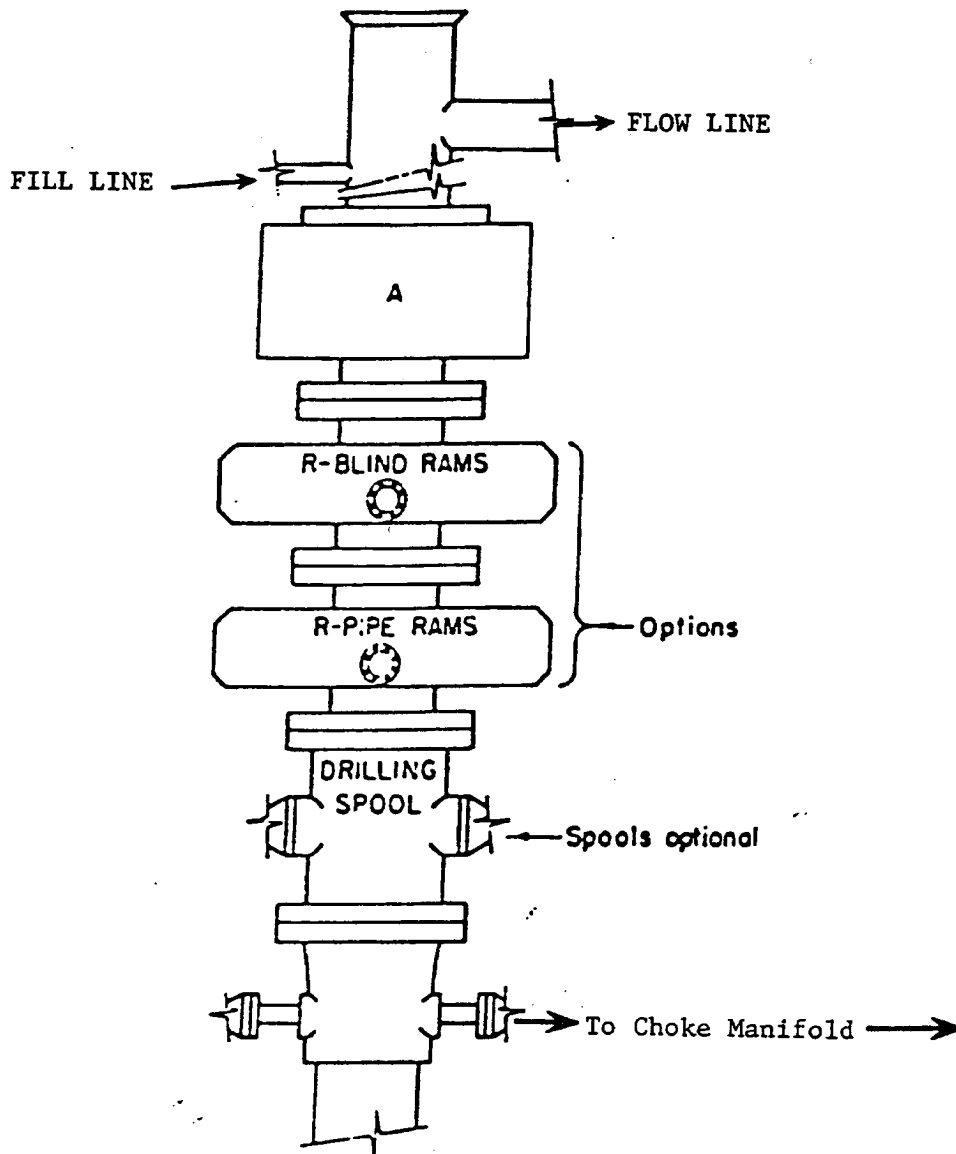 FLOW LINE
FILL LINE
A
R-BLIND RAMS
R-PIPE RAMS
Options
DRILLING
SPOOL
Spools optional
To Choke Manifold